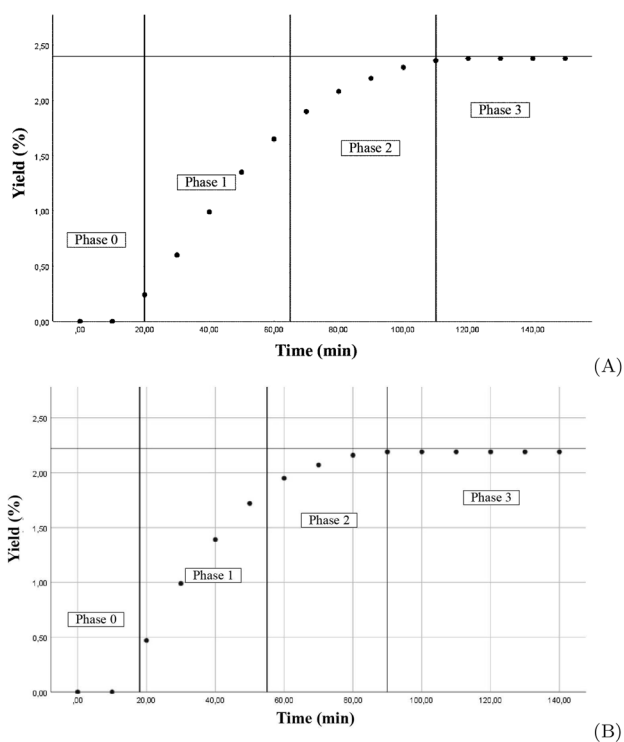 2,50
2,00
1,50
1,00
0,50
0,00
Yield (%)
Phase 0
Phase 1
Phase 2
Phase 3
,00 20,00 40,00 60,00 80,00 100,00 120,00 140,00
Time (min)
(A)
2,50
2,00
1,50
1,00
0,50
0,00
Yield (%)
Phase 0
Phase 1
Phase 2
Phase 3
,00 20,00 40,00 60,00 80,00 100,00 120,00 140,00
Time (min)
(B)